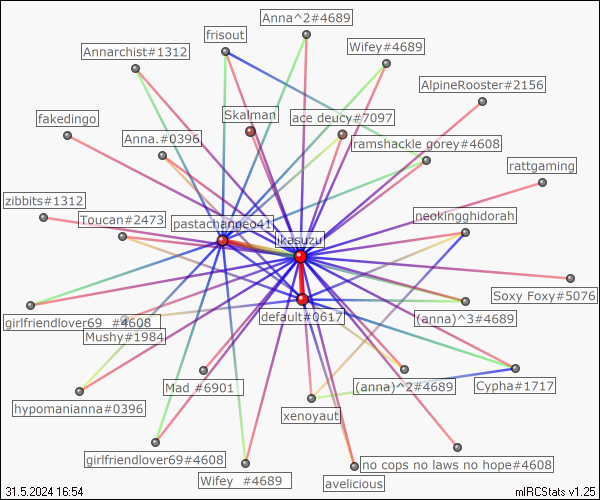 Anna^2#4689
frisout
Wifey#4689
Annarchist#1312
AlpineRooster#2156
Skalman
ace deucy#7097
fakedingo
Anna.#0396
ramshackle gorey#4608
rattgaming
zibbits#1312
Toucan#2473
pastachangeo41
neokingghidorah
ikasuzu
Soxy Foxy#5076
default#0617
(anna)^3#4689
girlfriendlover69 _#4608
Mushy#1984
Mad #6901
(anna)^2#4689
Cypha#1717
hypomanianna#0396
xenoyaut
girlfriendlover69#4608
no cops no laws no hope#4608
Wifey_ #4689
avelicious
31.5.2024 16:54
mIRCStats v1.25